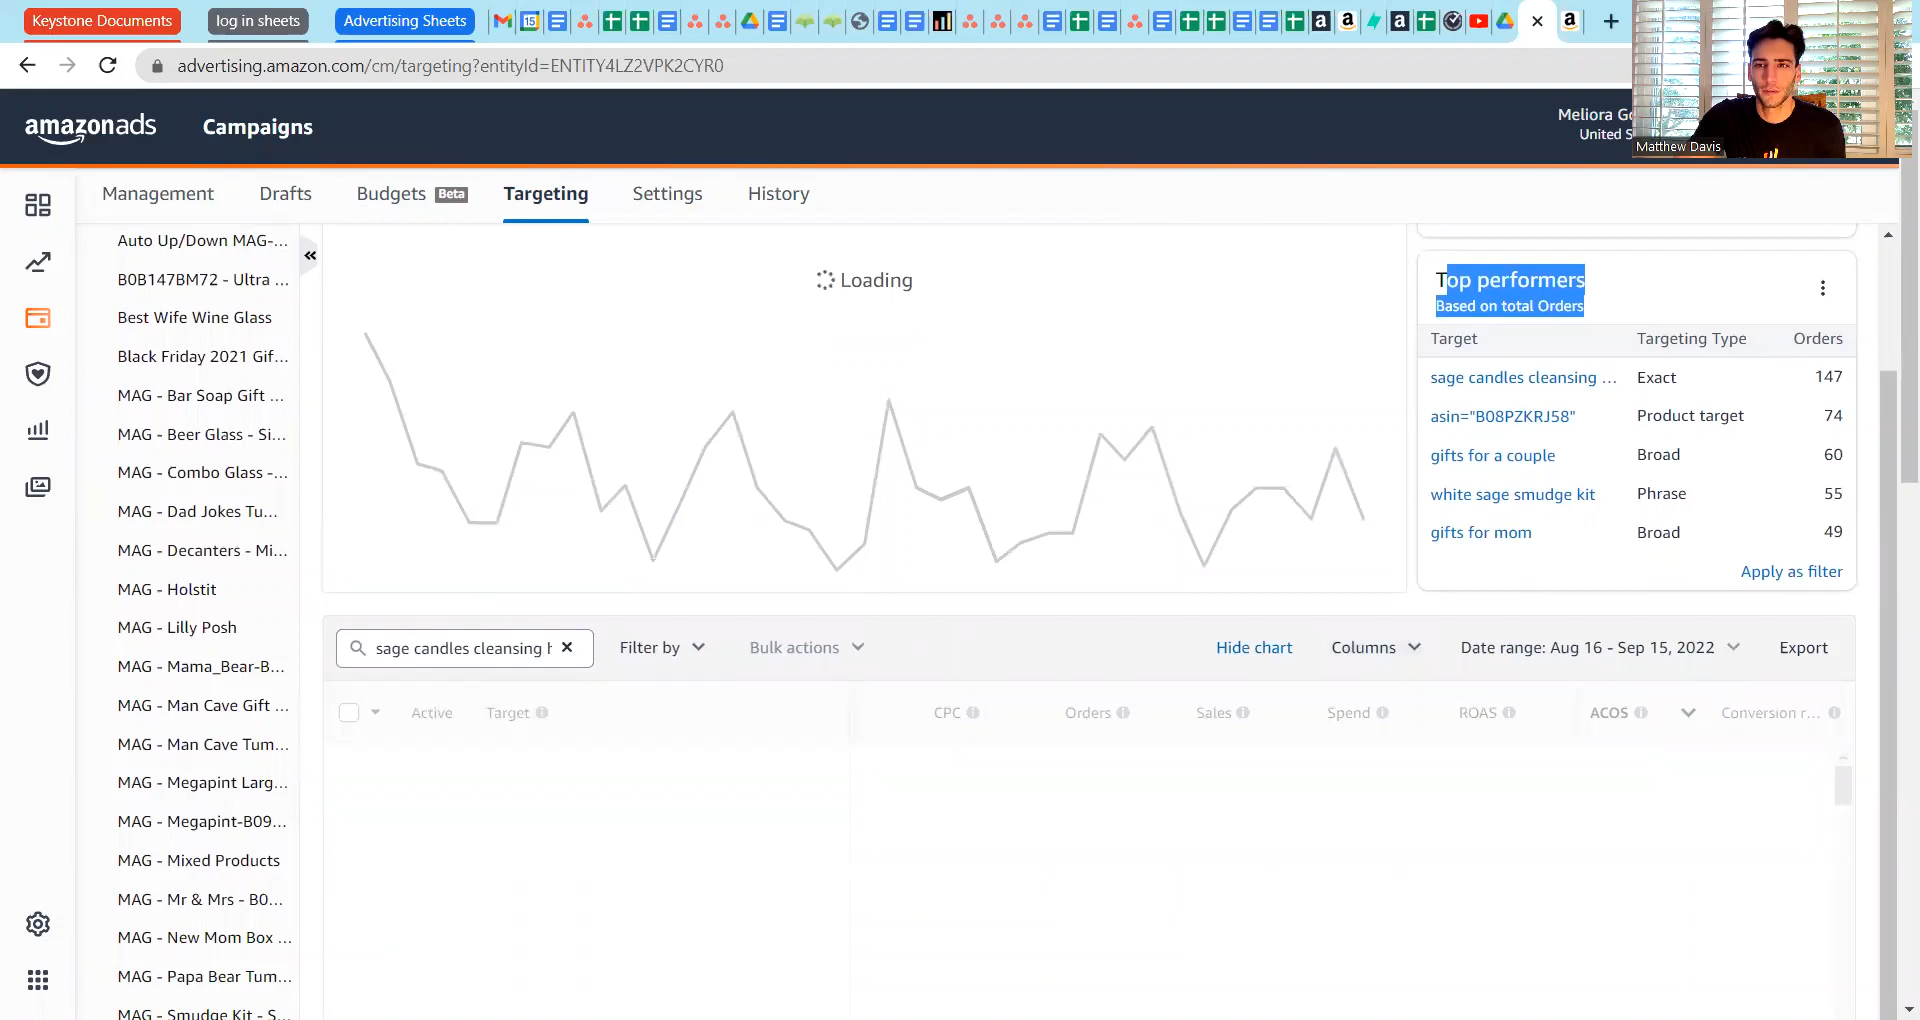 Keystone Documents
log in sheets
Advertising Sheets
advertising.amazon.com/cm/targeting?entityId=ENTITY4LZ2VPK2CYR0
amazonads
Campaigns
Meliora
United S
Matthew Davis
Management
Drafts
Budgets Beta
Targeting
Settings
History
Auto Up/Down MAG-...
B0B147BM72 - Ultra ...
Best Wife Wine Glass
Black Friday 2021 Gif...
MAG - Bar Soap Gift ...
MAG - Beer Glass - Si...
MAG - Combo Glass -...
MAG - Dad Jokes Tu...
MAG - Decanters - Mi...
MAG - Holstit
MAG - Lilly Posh
MAG - Mama_Bear-B...
MAG - Man Cave Gift ...
MAG - Man Cave Tum...
MAG - Megapint Larg...
MAG - Megapint-B09...
MAG - Mixed Products
MAG - Mr & Mrs - B0...
MAG - New Mom Box ...
MAG - Papa Bear Tum...
MAG - Smudge Kit - S...
Loading
Top performers
Based on total Orders
Target Targeting Type Orders
sage candles cleansing ... Exact 147
asin="B08PZKRJ58" Product target 74
gifts for a couple Broad 60
white sage smudge kit Phrase 55
gifts for mom Broad 49
Apply as filter
sage candles cleansing h
Filter by
Bulk actions
Hide chart
Columns
Date range: Aug 16 - Sep 15, 2022
Export
Active Target CPC Orders Sales Spend ROAS ACOS Conversion r...